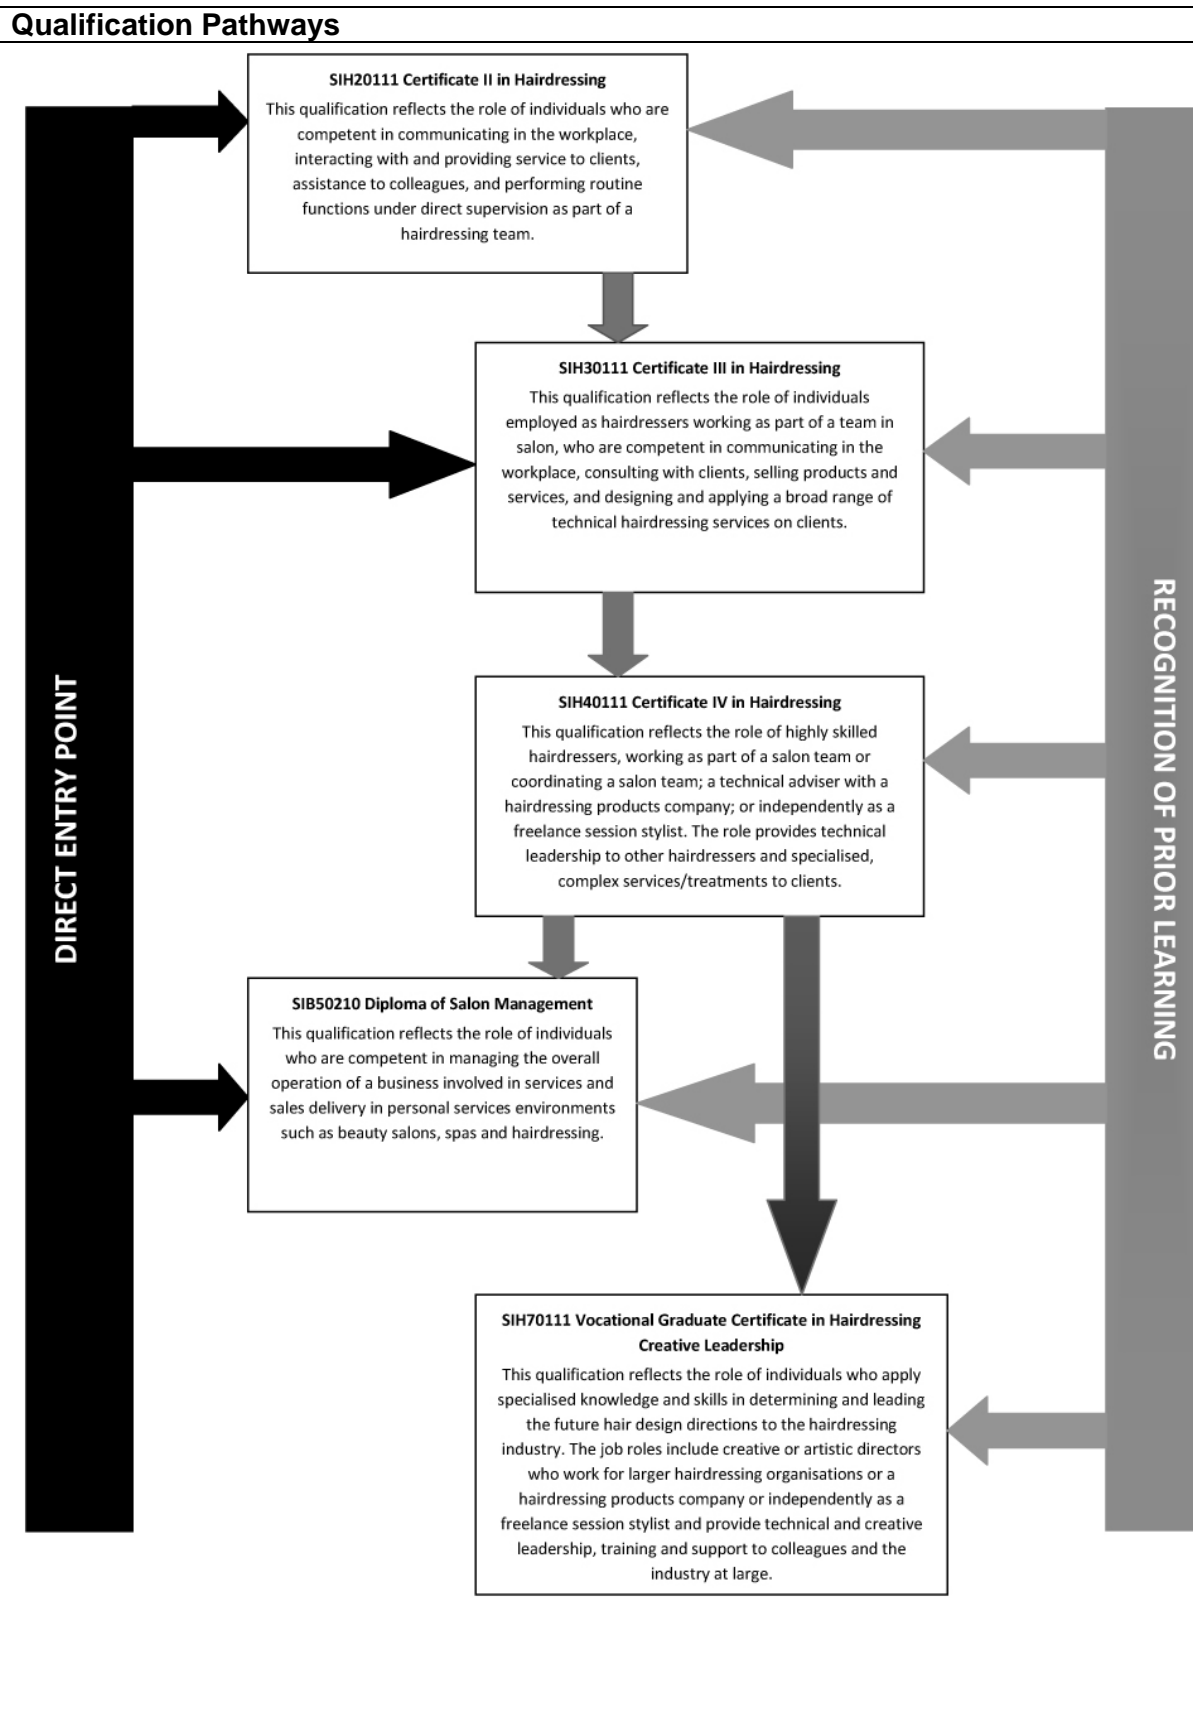 Qualification Pathways
SIH20111 Certificate II in Hairdressing
This qualification reflects the role of individuals who are
competent in communicating in the workplace,
interacting with and providing service to clients,
assistance to colleagues, and performing routine
functions under direct supervision as part of a
hairdressing team.
SIH30111 Certificate III in Hairdressing
This qualification reflects the role of individuals
employed as hairdressers working as part of a team in
salon, who are competent in communicating in the
workplace, consulting with clients, selling products and
services, and designing and applying a broad range of
technical hairdressing services on clients.
DIRECT ENTRY POINT
RECOGNITION OF PRIOR LEARNING
SIH40111 Certificate IV in Hairdressing
This qualification reflects the role of highly skilled
hairdressers, working as part of a salon team or
coordinating a salon team; a technical adviser with a
hairdressing products company; or independently as a
freelance session stylist. The role provides technical
leadership to other hairdressers and specialised,
complex services/treatments to clients.
SIB50210 Diploma of Salon Management
This qualification reflects the role of individuals
who are competent in managing the overall
operation of a business involved in services and
sales delivery in personal services environments
such as beauty salons, spas and hairdressing.
SIH70111 Vocational Graduate Certificate in Hairdressing
Creative Leadership
This qualification reflects the role of individuals who apply
specialised knowledge and skills in determining and leading
the future hair design directions to the hairdressing
industry. The job roles include creative or artistic directors
who work for larger hairdressing organisations or a
hairdressing products company or independently as a
freelance session stylist and provide technical and creative
leadership, training and support to colleagues and the
industry at large.